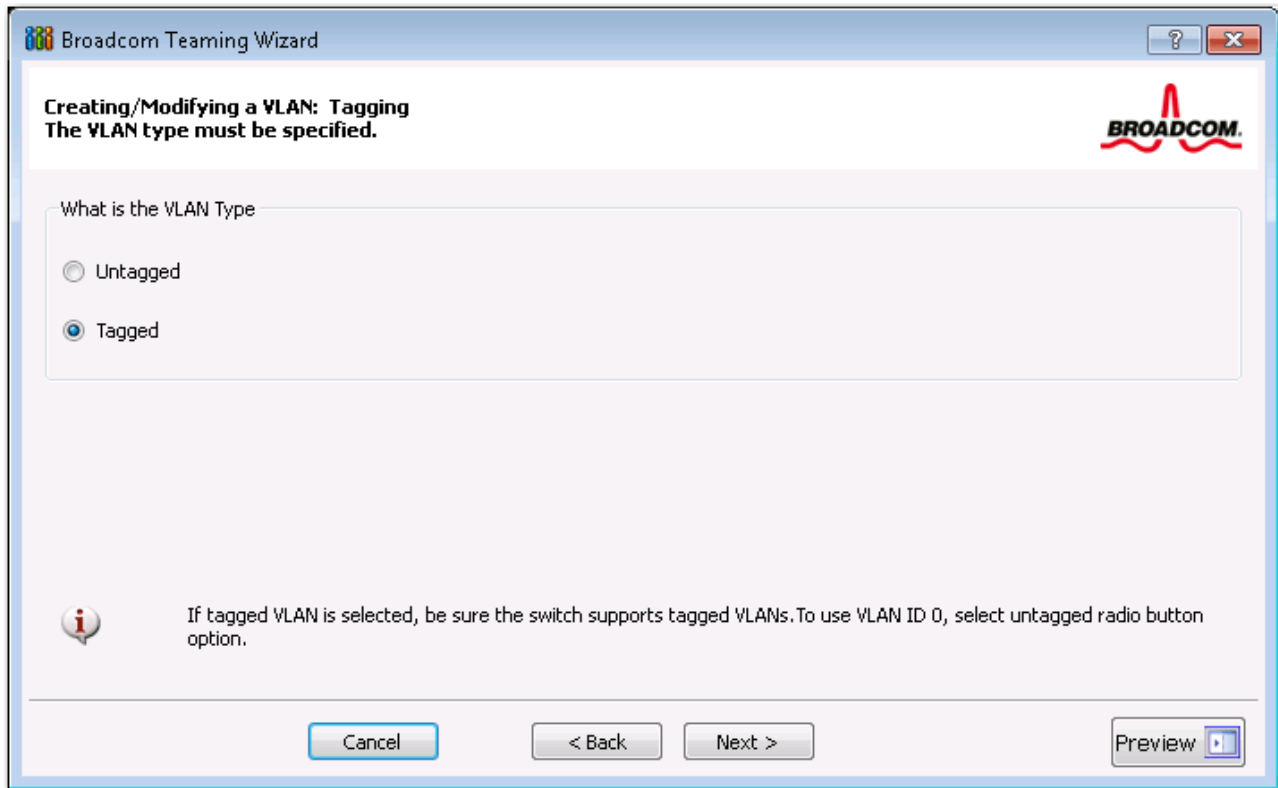 Broadcom Teaming Wizard
?
Creating/Modifying a VLAN: Tagging
The VLAN type must be specified.
BROADCOM.
What is the VLAN Type
Untagged
Tagged
If tagged VLAN is selected, be sure the switch supports tagged VLANs.To use VLAN ID 0, select untagged radio button
option.
Cancel
< Back
Next >
Preview